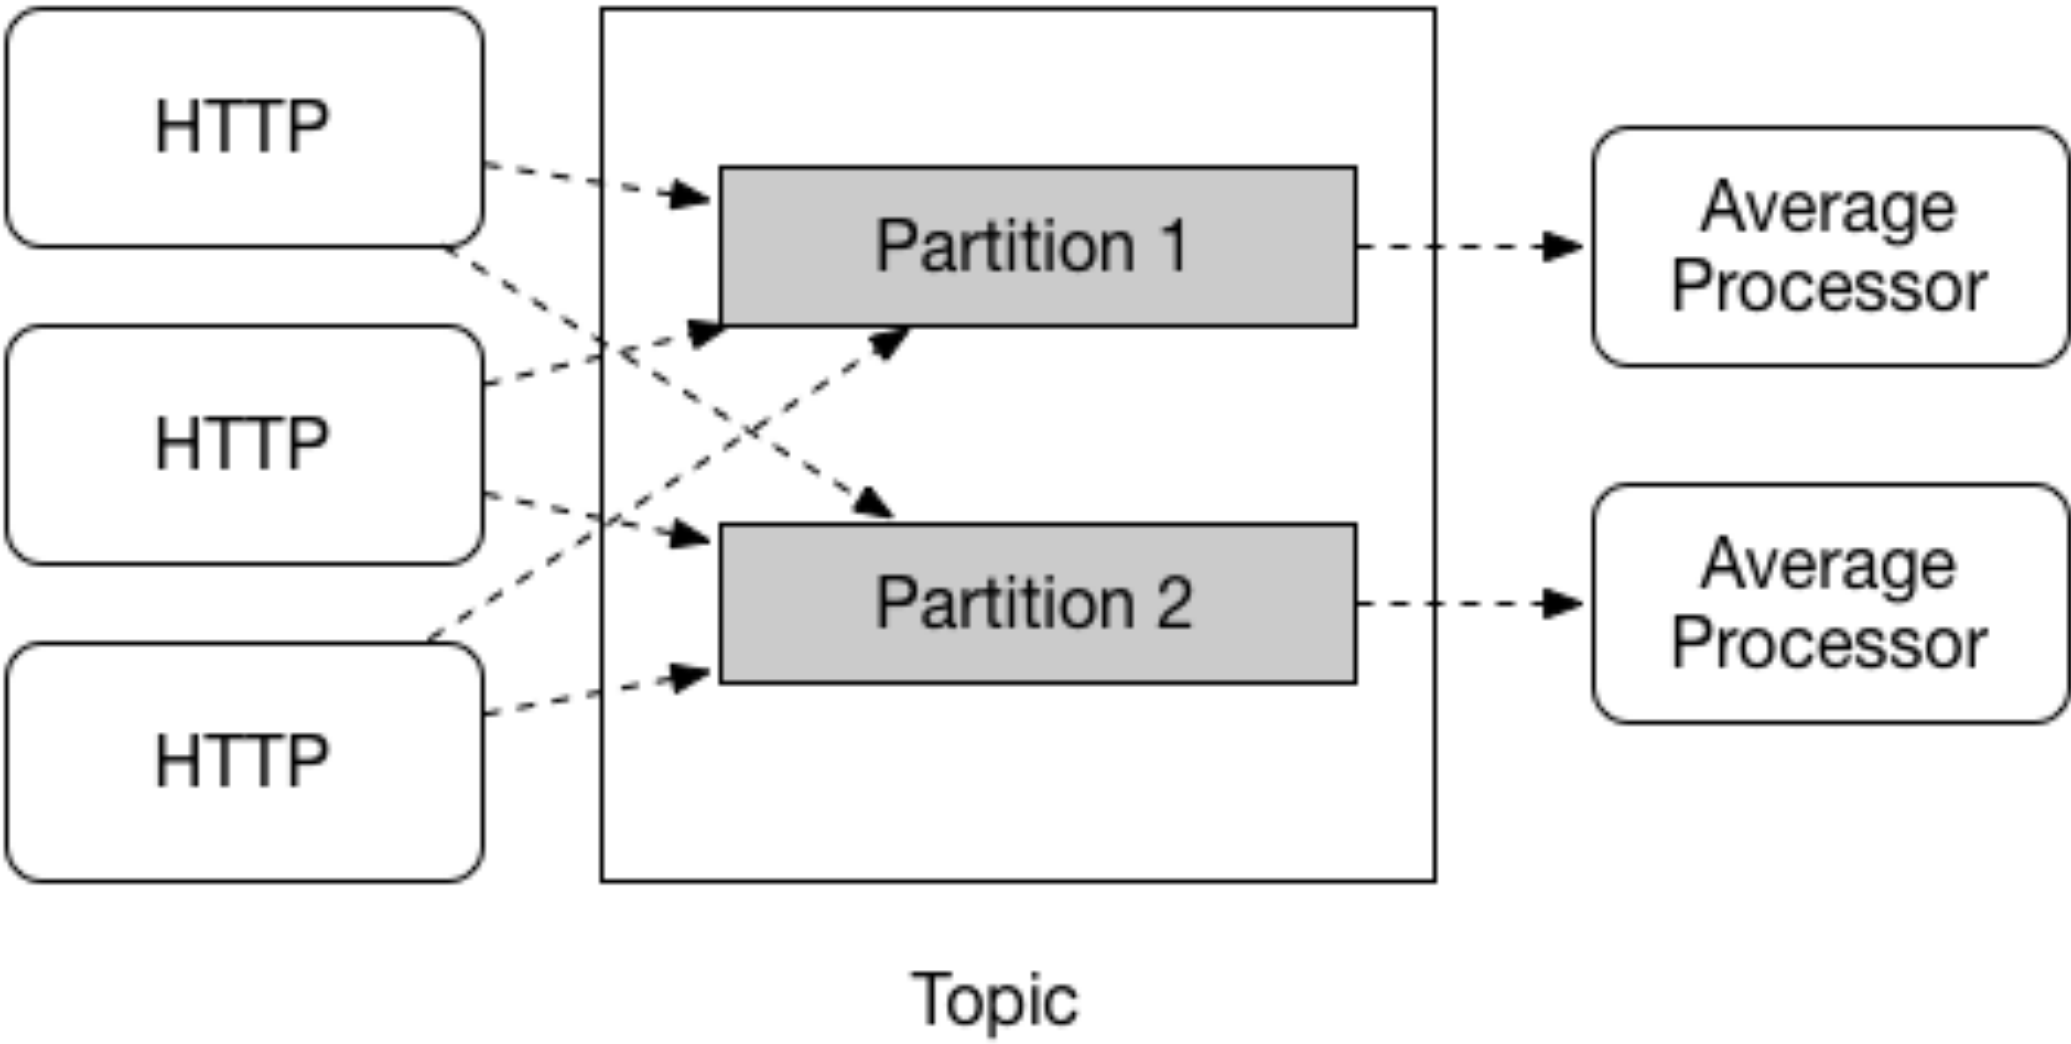 HTTP
HTTP
HTTP
Partition 1
Partition 2
Average
Processor
Average
Processor
Topic